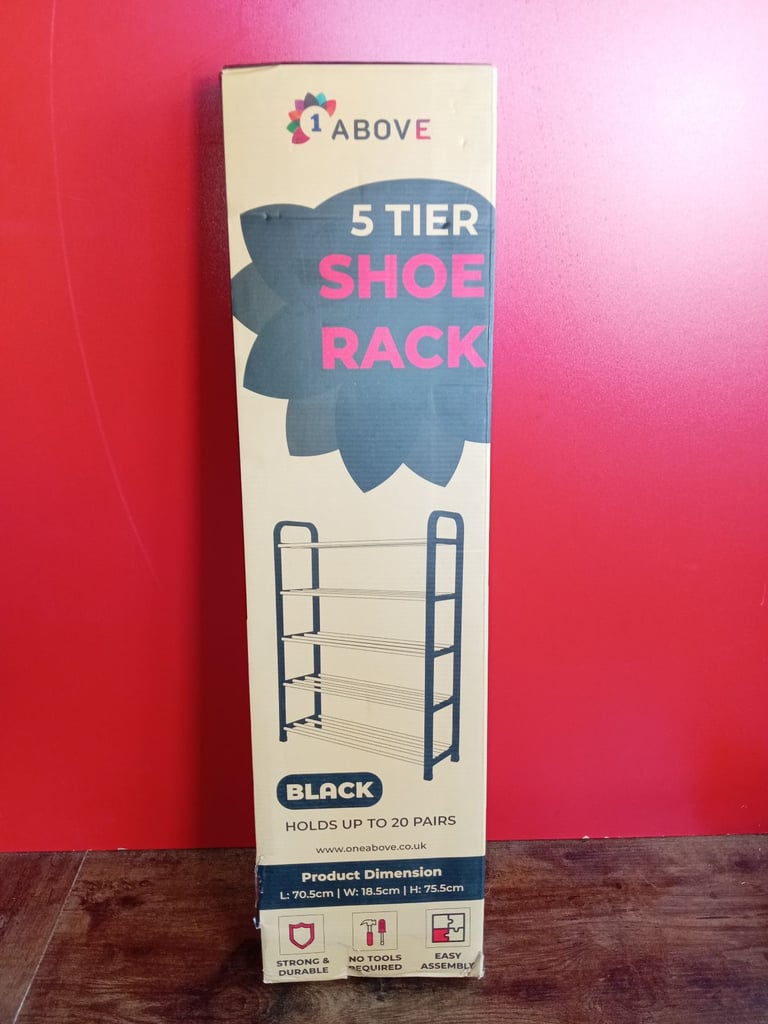 1 ABOVE
5 TIER
SHOE
RACK
BLACK
HOLDS UP TO 20 PAIRS
www.oneabove.co.uk
Product Dimension
L: 70.5cm | W: 18.5cm | H: 75.5cm
STRONG &
DURABLE
NO TOOLS
REQUIRED
EASY
ASSEMBLY